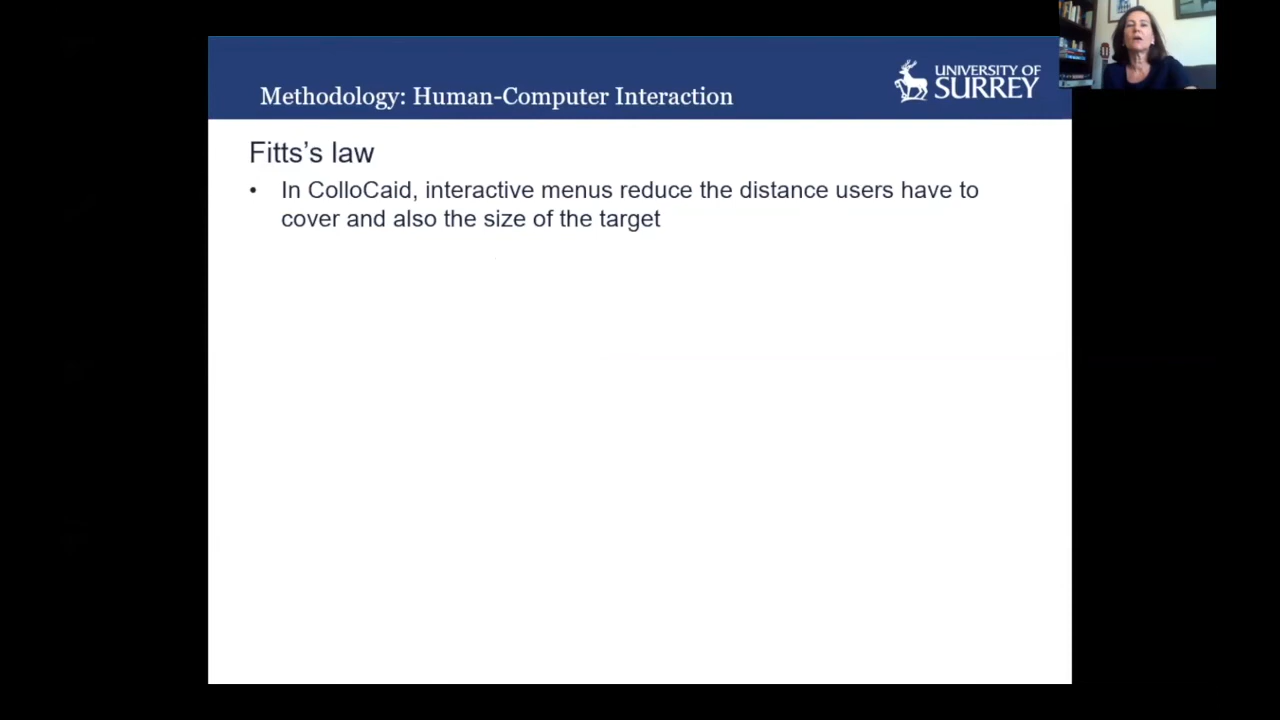 Methodology: Human-Computer Interaction
UNIVERSITY OF
SURREY
Fitts’s law
• In ColloCaid, interactive menus reduce the distance users have to
cover and also the size of the target